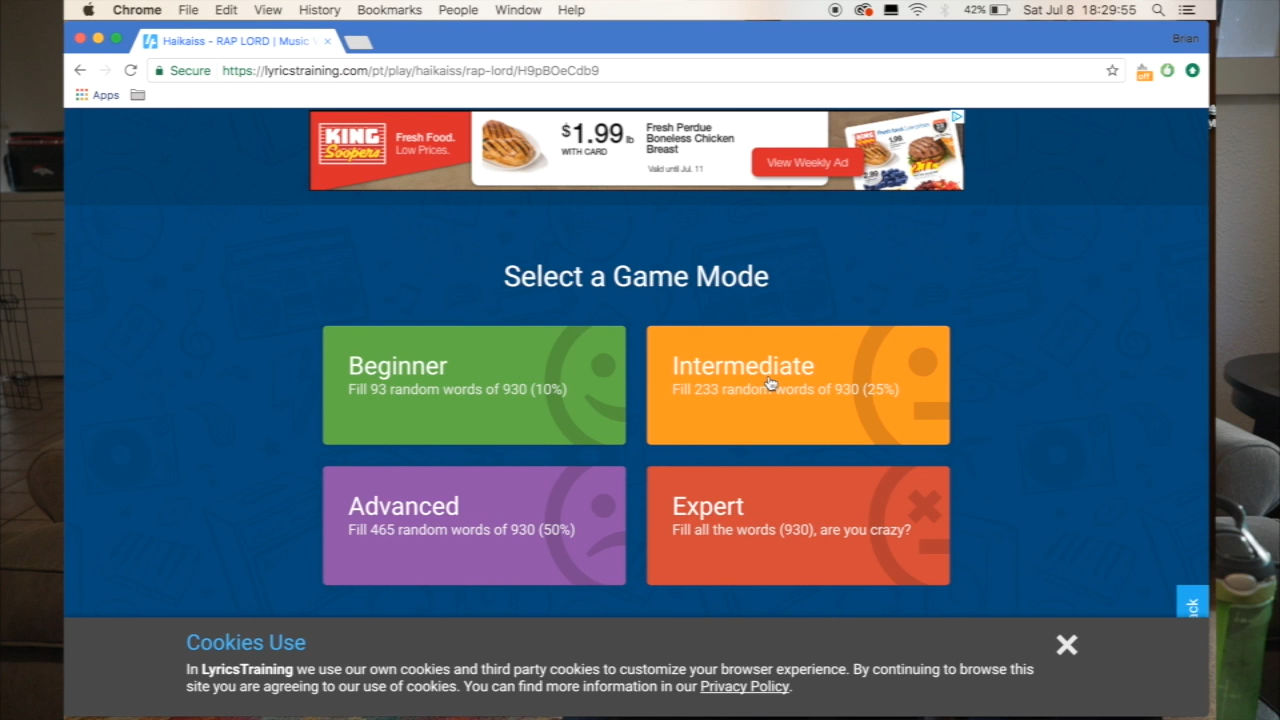 Chrome File Edit View History Bookmarks People Window Help 42% Sat Jul 8 18:29:55
Haikaiss - RAP LORD | Music Brian
Secure https://lyricstraining.com/pt/play/haikaiss/rap-lord/H9pBOeCdb9 off
Apps
KING Soopers Fresh Food. Low Prices. $1.99 lb WITH CARD Fresh Perdue Boneless Chicken Breast Valid until Jul. 11 View Weekly Ad
Select a Game Mode
Beginner
Fill 93 random words of 930 (10%)
Intermediate
Fill 233 random words of 930 (25%)
Advanced
Fill 465 random words of 930 (50%)
Expert
Fill all the words (930), are you crazy?
Cookies Use
In LyricsTraining we use our own cookies and third party cookies to customize your browser experience. By continuing to browse this
site you are agreeing to our use of cookies. You can find more information in our Privacy Policy.